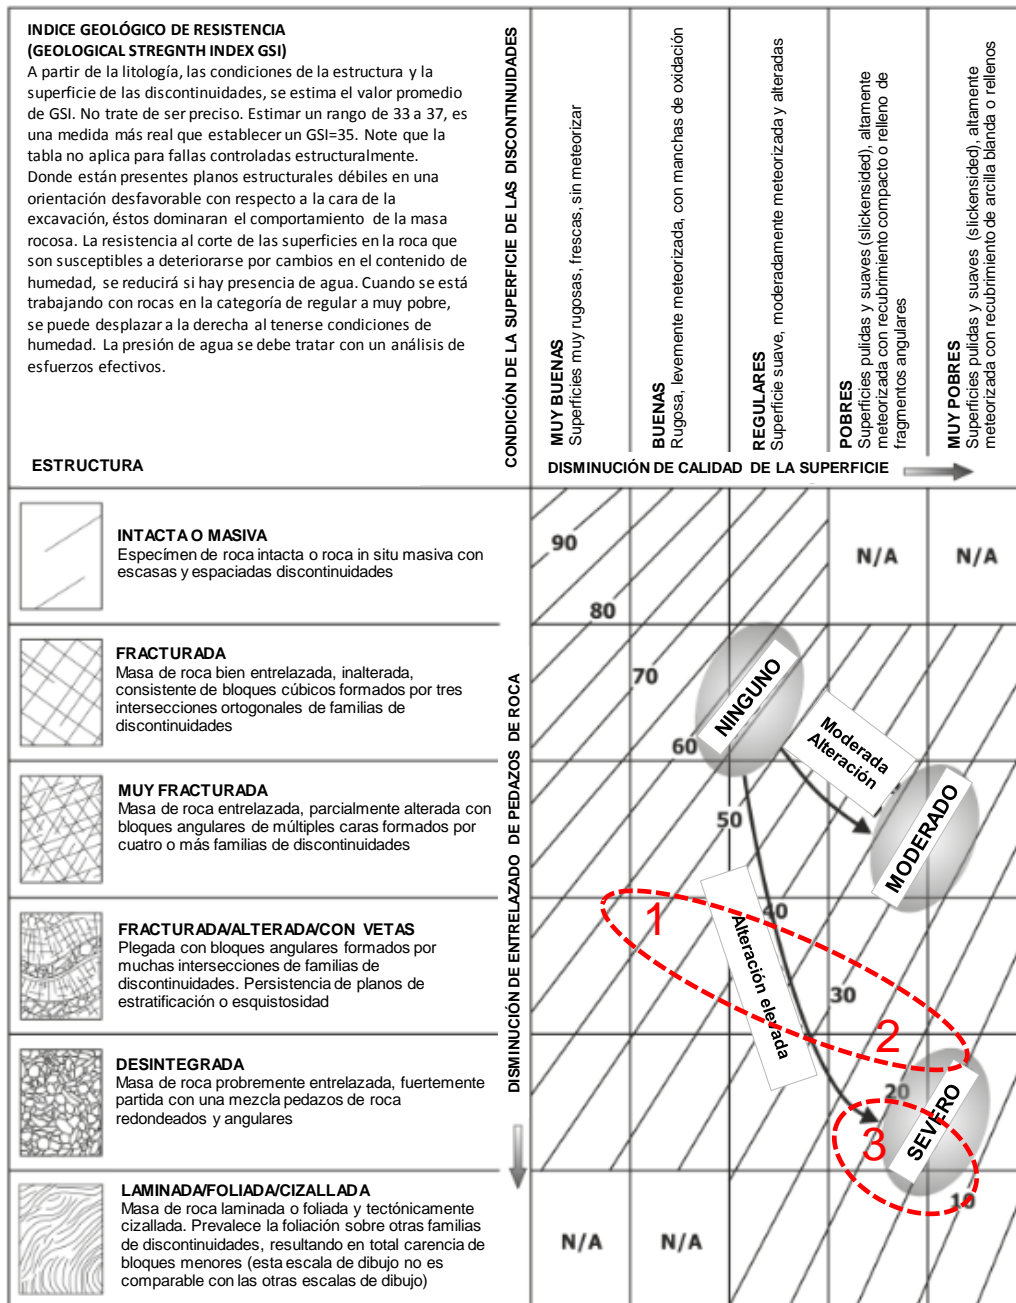 INDICE GEOLÓGICO DE RESISTENCIA
(GEOLOGICAL STREGNTH INDEX GSI)
A partir de la litología, las condiciones de la estructura y la
superficie de las discontinuidades, se estima el valor promedio
de GSI. No trate de ser preciso. Estimar un rango de 33 a 37, es
una medida más real que establecer un GSI=35. Note que la
tabla no aplica para fallas controladas estructuralmente.
Donde están presentes planos estructurales débiles en una
orientación desfavorable con respecto a la cara de la
excavación, éstos dominaran el comportamiento de la masa
rocosa. La resistencia al corte de las superficies en la roca que
son susceptibles a deteriorarse por cambios en el contenido de
humedad, se reducirá si hay presencia de agua. Cuando se está
trabajando con rocas en la categoría de regular a muy pobre,
se puede desplazar a la derecha al tenerse condiciones de
humedad. La presión de agua se debe tratar con un análisis de
esfuerzos efectivos.
ESTRUCTURA
CONDICIÓN DE LA SUPERFICIE DE LAS DISCONTINUIDADES
MUY BUENAS
Superficies muy rugosas, frescas, sin meteorizar
BUENAS
Rugosa, levemente meteorizada, con manchas de oxidación
REGULARES
Superficie suave, moderadamente meteorizada y alteradas
POBRES
Superficies pulidas y suaves (slickensided), altamente
meteorizada con recubrimiento compacto o relleno de
fragmentos angulares
MUY POBRES
Superficies pulidas y suaves (slickensided), altamente
meteorizada con recubrimiento de arcilla blanda o rellenos
DISMINUCIÓN DE CALIDAD DE LA SUPERFICIE
INTACTA O MASIVA
Especímen de roca intacta o roca in situ masiva con
escasas y espaciadas discontinuidades
FRACTURADA
Masa de roca bien entrelazada, inalterada,
consistente de bloques cúbicos formados por tres
intersecciones ortogonales de familias de
discontinuidades
MUY FRACTURADA
Masa de roca entrelazada, parcialmente alterada con
bloques angulares de múltiples caras formados por
cuatro o más familias de discontinuidades
FRACTURADA/ALTERADA/CON VETAS
Plegada con bloques angulares formados por
muchas intersecciones de familias de
discontinuidades. Persistencia de planos de
estratificación o esquistosidad
DESINTEGRADA
Masa de roca probremente entrelazada, fuertemente
partida con una mezcla pedazos de roca
redondeados y angulares
LAMINADA/FOLIADA/CIZALLADA
Masa de roca laminada o foliada y tectónicamente
cizallada. Prevalece la foliación sobre otras familias
de discontinuidades, resultando en total carencia de
bloques menores (esta escala de dibujo no es
comparable con las otras escalas de dibujo)
DISMINUCIÓN DE ENTRELAZADO DE PEDAZOS DE ROCA
90
N/A
N/A
80
70
NINGUNO
60
Moderada
Alteración
50
MODERADO
1
40
Alteración elevada
30
2
20
SEVERO
3
10
N/A
N/A